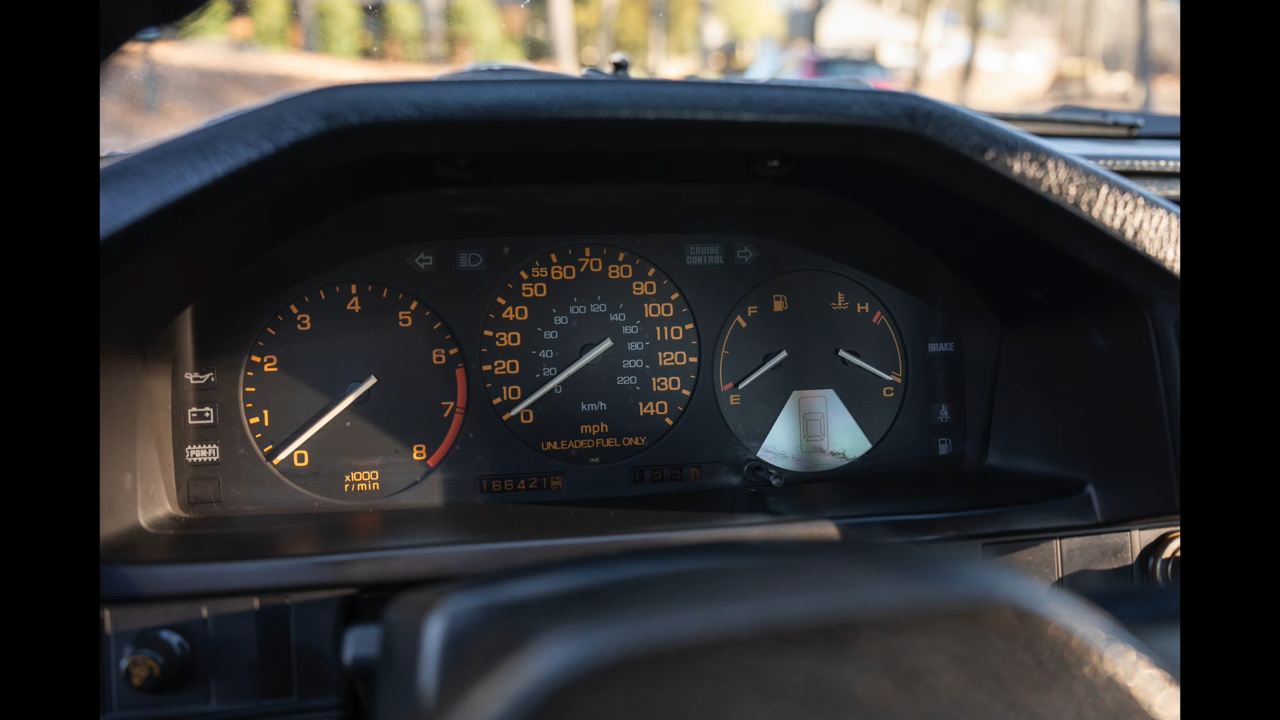 CRUISE
CONTROL
4
3
5
2
6
1
7
0
8
x1000
r/min
PGM-FI
70
60
80
55
50
90
40
100
30
110
20
120
10
130
0
140
100
120
80
140
60
160
40
180
20
200
0
220
km/h
mph
UNLEADED FUEL ONLY
166421
F
E
H
C
BRAKE